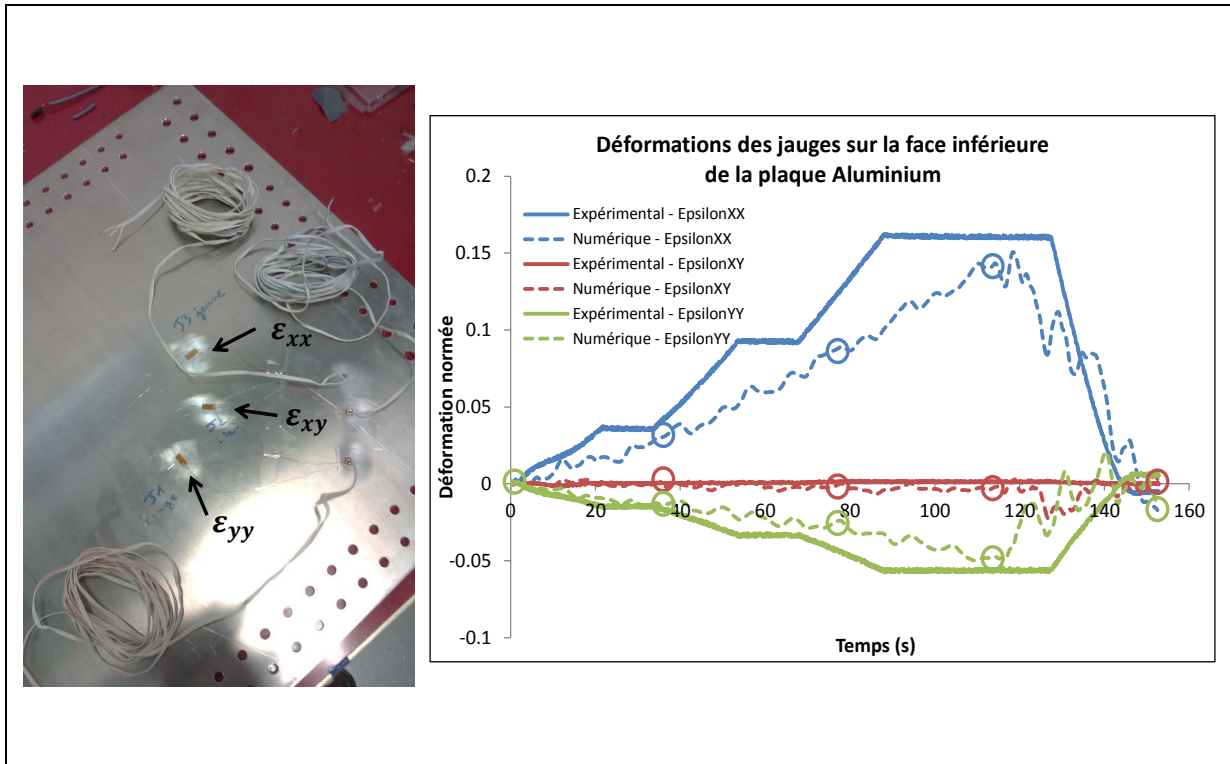 J3 jaune
εxx
εxy
J2
J1
εyy
Déformations des jauges sur la face inférieure
de la plaque Aluminium
Déformation normée
0.2
0.15
0.1
0.05
0
-0.05
-0.1
Expérimental - EpsilonXX
Numérique - EpsilonXX
Expérimental - EpsilonXY
Numérique - EpsilonXY
Expérimental - EpsilonYY
Numérique - EpsilonYY
0 20 40 60 80 100 120 140 160
Temps (s)